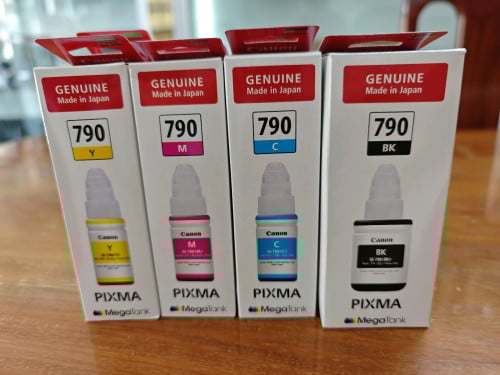 GENUINE
Made in Japan
790
Y
Canon
Y
PIXMA
MegaTank
GENUINE
Made in Japan
790
M
Canon
M
PIXMA
MegaTank
Canon
GENUINE
Made in Japan
790
C
Canon
C
PIXMA
MegaTank
GENUINE
Made in Japan
790
BK
Canon
BK
PIXMA
MegaTank